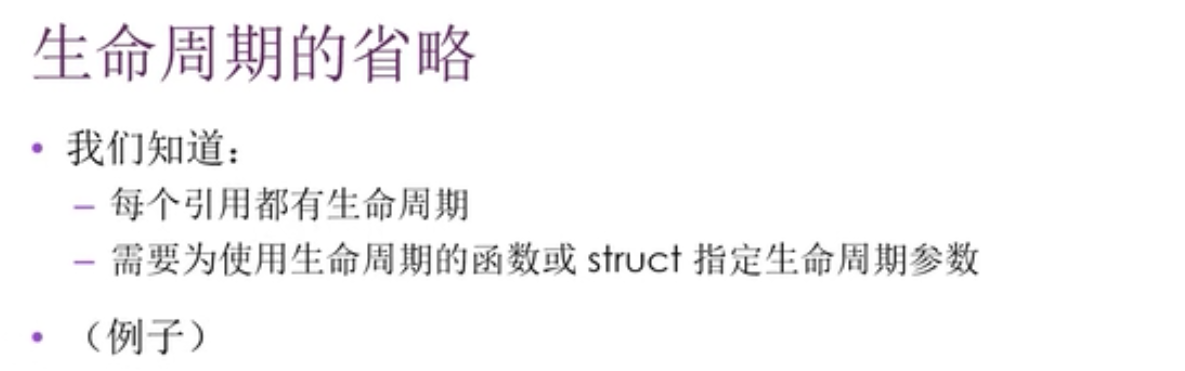 生命周期的省略
• 我们知道：
– 每个引用都有生命周期
– 需要为使用生命周期的函数或 struct 指定生命周期参数
• （例子）